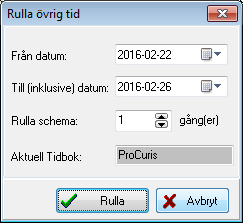 Rulla övrig tid
Från datum: 2016-02-22
Till (inklusive) datum: 2016-02-26
Rulla schema: 1 gång(er)
Aktuell Tidbok: ProCuris
Rulla Avbryt